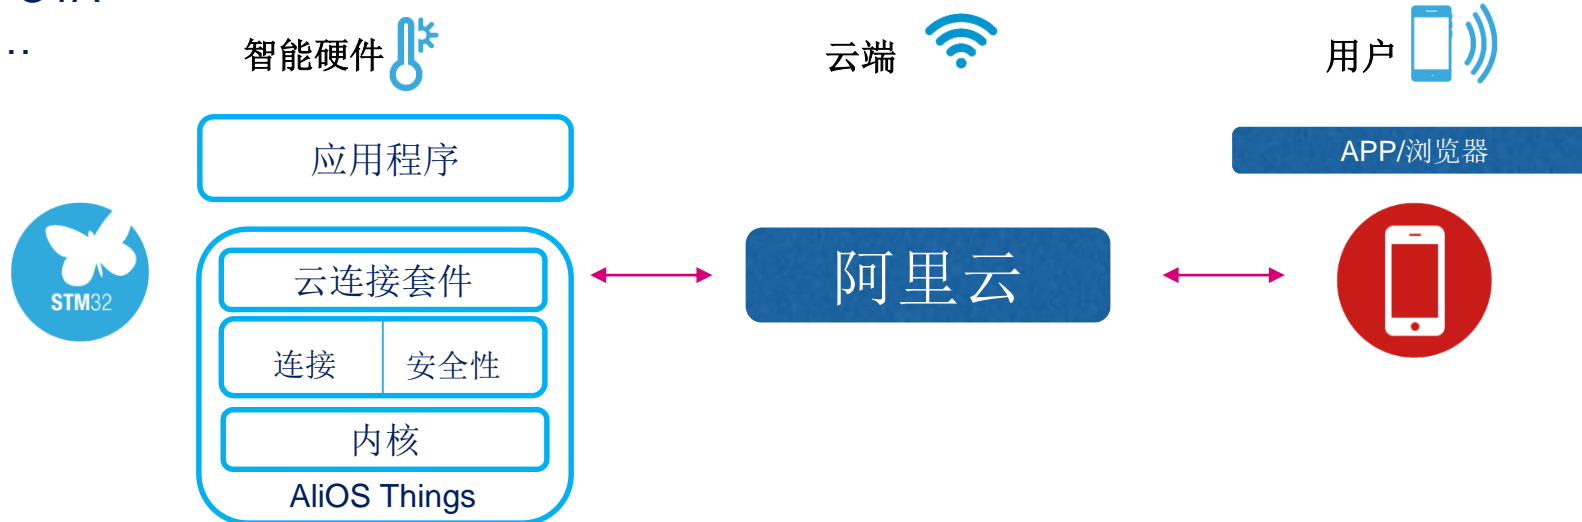 ..
智能硬件
云端
用户
应用程序
APP/浏览器
STM32
云连接套件
阿里云
连接
安全性
内核
AliOS Things